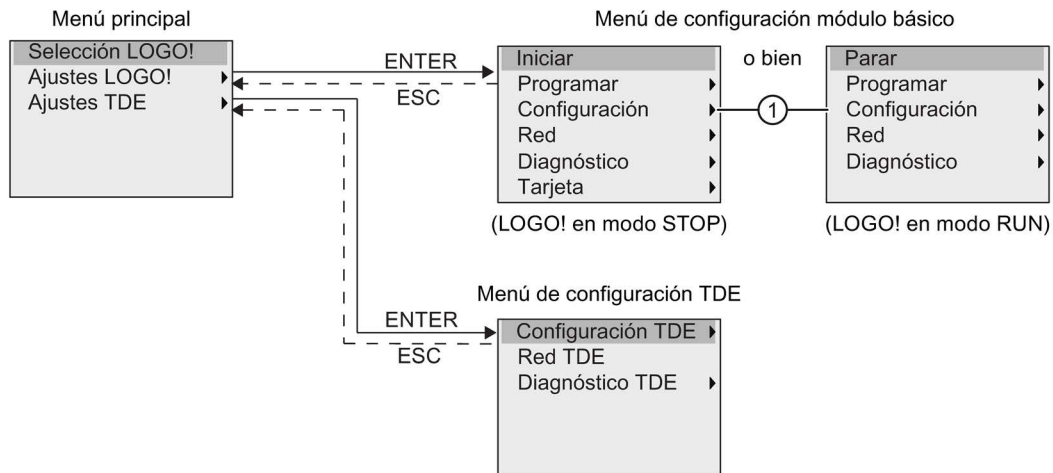 Menú principal
Selección LOGO!
Ajustes LOGO!
Ajustes TDE
ENTER
ESC
Menú de configuración módulo básico
Iniciar
Programar
Configuración
Red
Diagnóstico
Tarjeta
(LOGO! en modo STOP)
o bien
1
Parar
Programar
Configuración
Red
Diagnóstico
(LOGO! en modo RUN)
ENTER
ESC
Menú de configuración TDE
Configuración TDE
Red TDE
Diagnóstico TDE